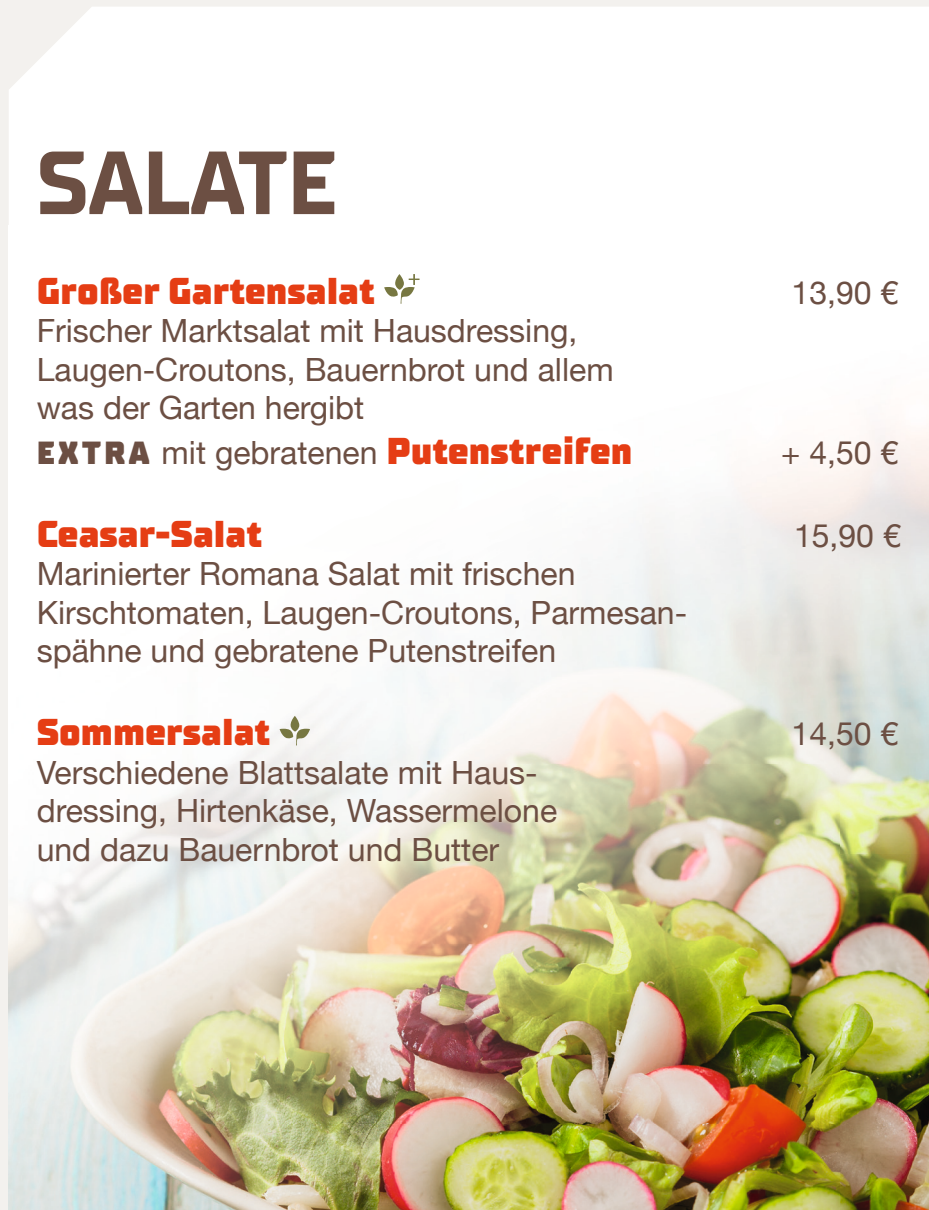 SALATE
Großer Gartensalat 13,90 €
Frischer Marktsalat mit Hausdressing,
Laugen-Croutons, Bauernbrot und allem
was der Garten hergibt
EXTRA mit gebratenen Putenstreifen + 4,50 €
Ceasar-Salat 15,90 €
Marinierter Romana Salat mit frischen
Kirschtomaten, Laugen-Croutons, Parmesan-
spähne und gebratene Putenstreifen
Sommersalat 14,50 €
Verschiedene Blattsalate mit Haus-
dressing, Hirtenkäse, Wassermelone
und dazu Bauernbrot und Butter